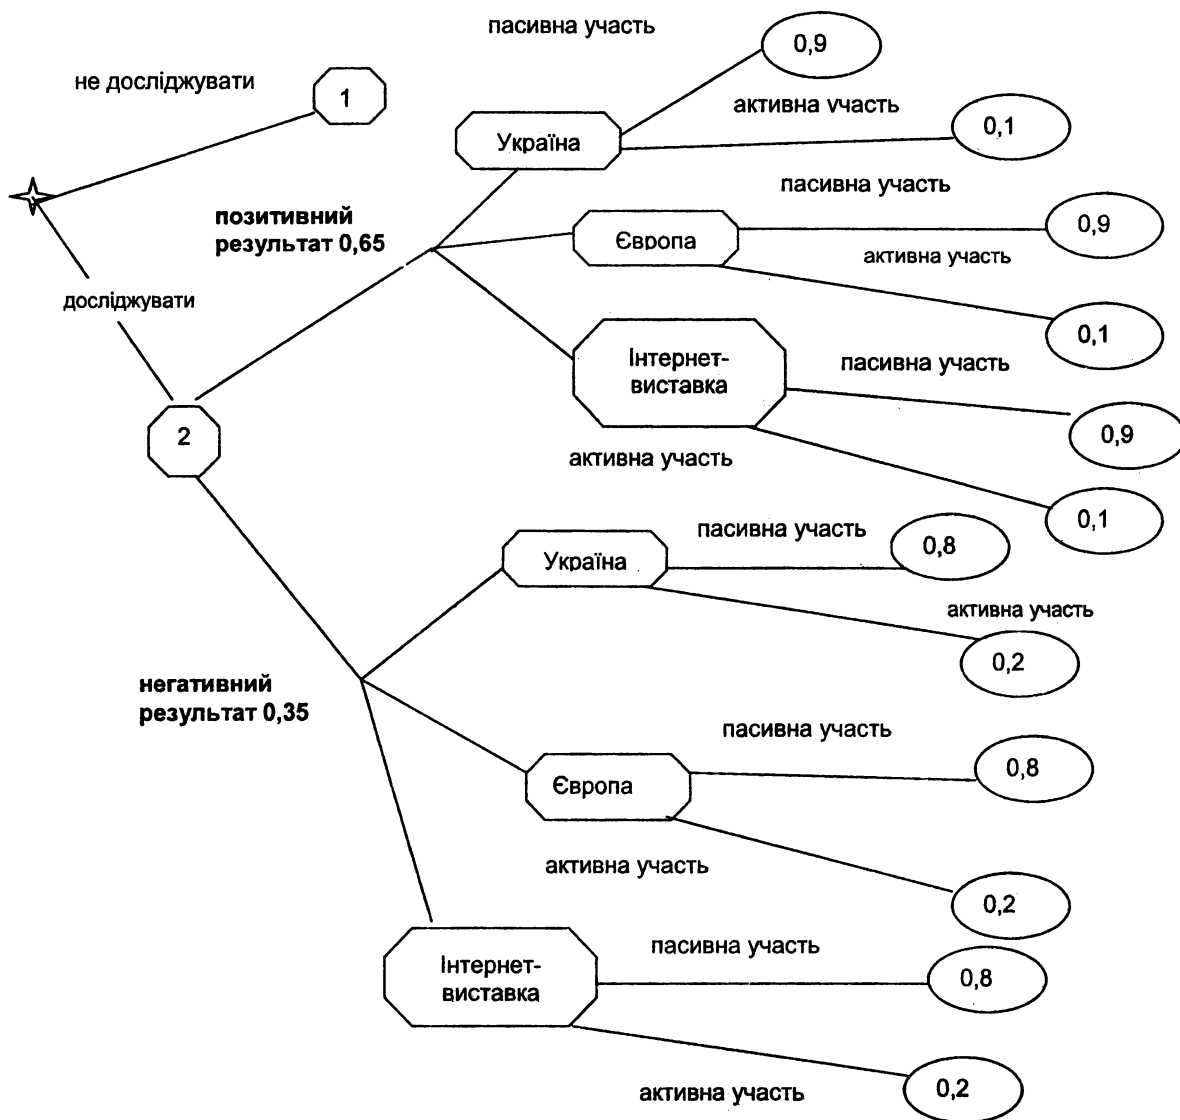 пасивна участь
0,9
не досліджувати
1
активна участь
0,1
Україна
пасивна участь
0,9
позитивний
результат 0,65
Європа
активна участь
0,1
досліджувати
Інтернет-
виставка
пасивна участь
0,9
2
активна участь
0,1
пасивна участь
0,8
Україна
активна участь
0,2
негативний
результат 0,35
пасивна участь
0,8
Європа
активна участь
0,2
пасивна участь
0,8
Інтернет-
виставка
активна участь
0,2